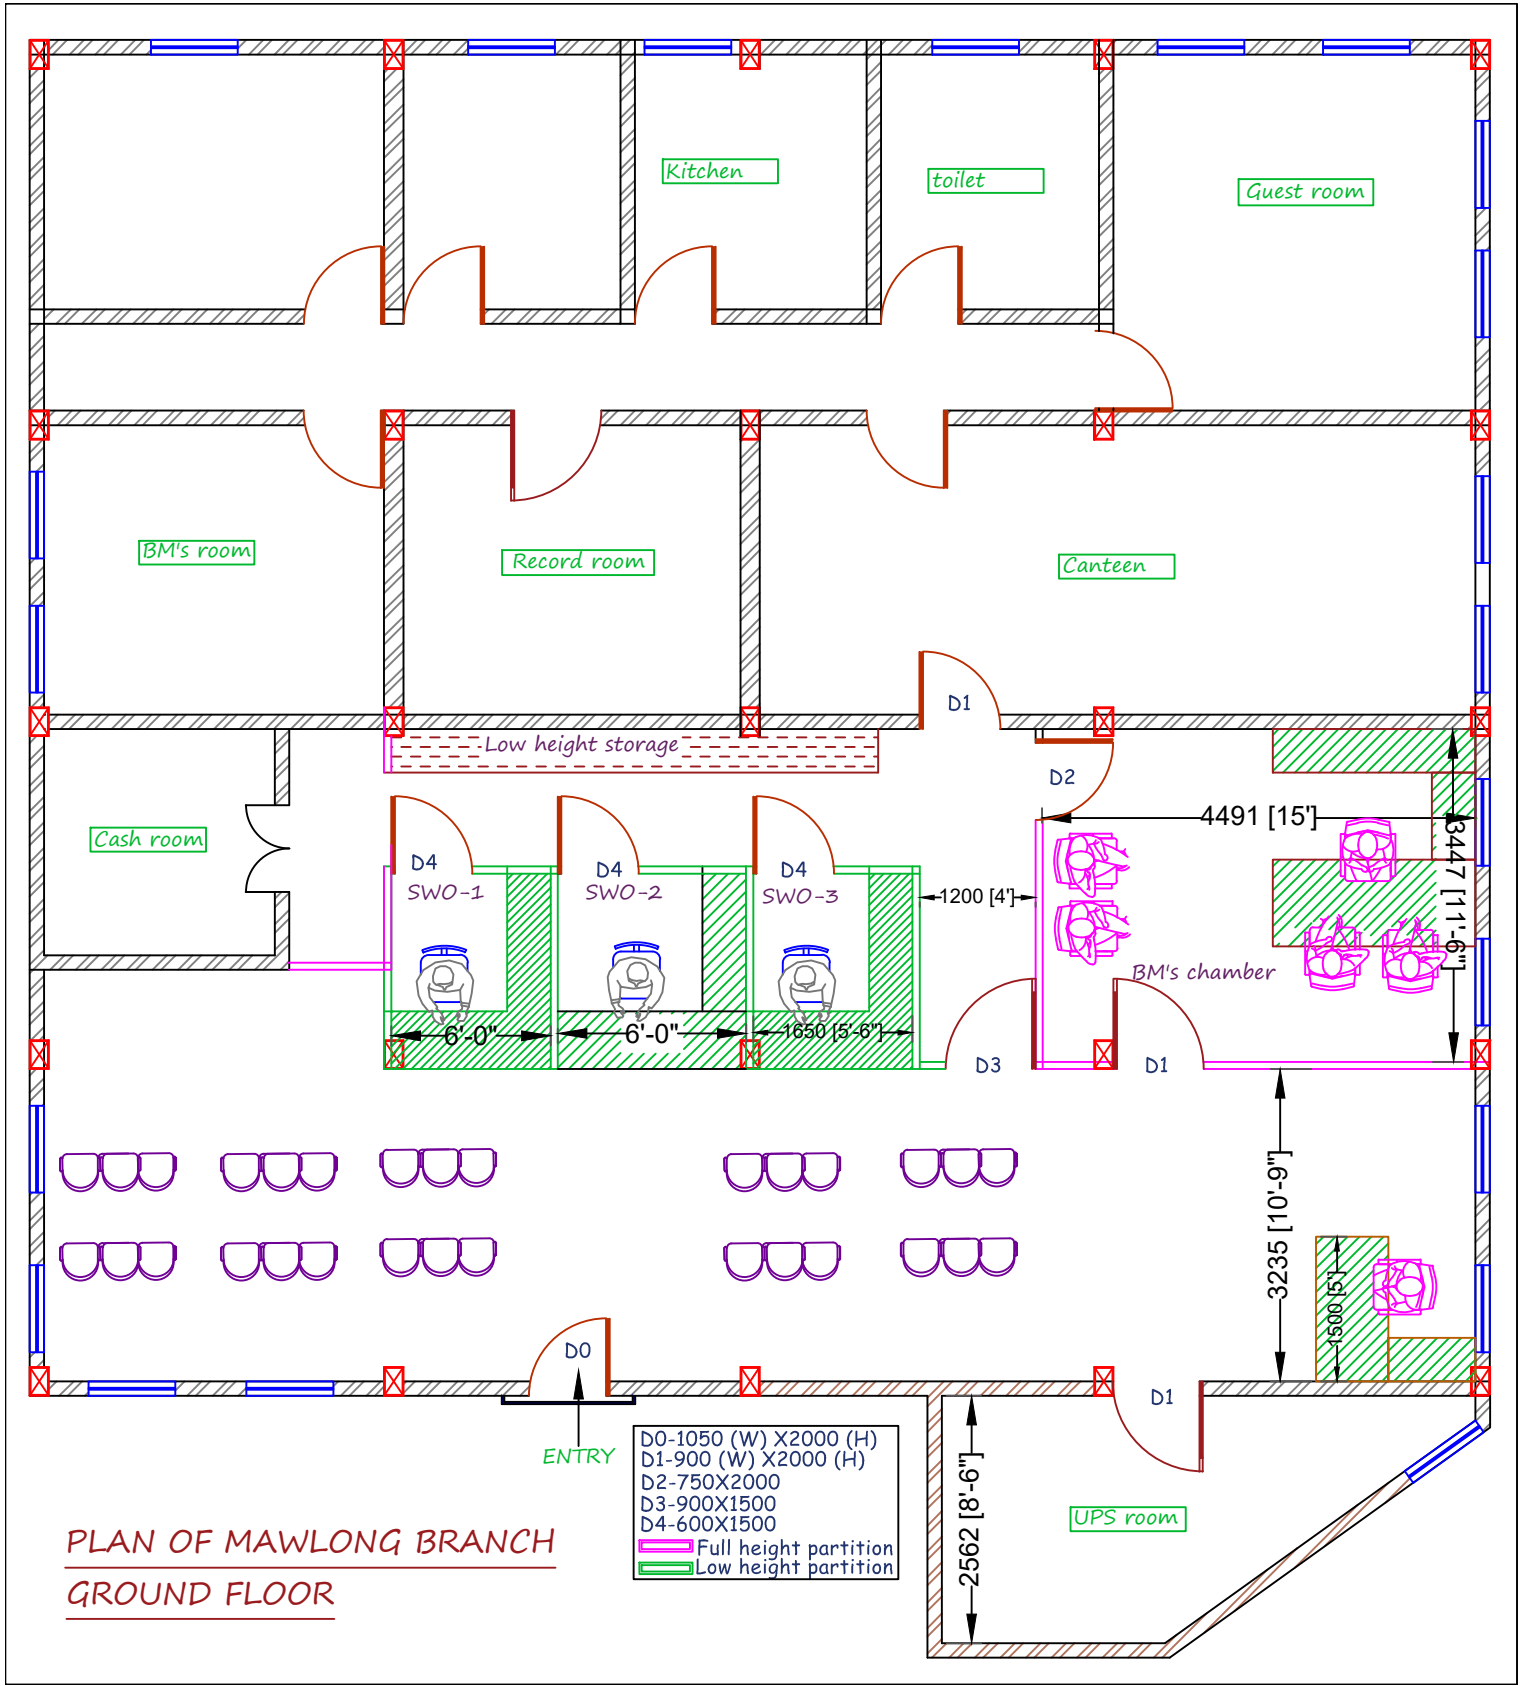 Kitchen
toilet
Guest room
BM's room
Record room
Canteen
D1
Low height storage
D2
4491 [15']
3447 [11'-6"]
Cash room
D4
D4
D4
SWO-1
SWO-2
SWO-3
1200 [4']
BM's chamber
6'-0"
6'-0"
1650 [5'-6"]
D3
D1
3235 [10'-9"]
1500 [5']
D0
D1
ENTRY
D0-1050 (W) X2000 (H)
D1-900 (W) X2000 (H)
D2-750X2000
D3-900X1500
D4-600X1500
Full height partition
Low height partition
2562 [8'-6"]
UPS room
PLAN OF MAWLONG BRANCH
GROUND FLOOR